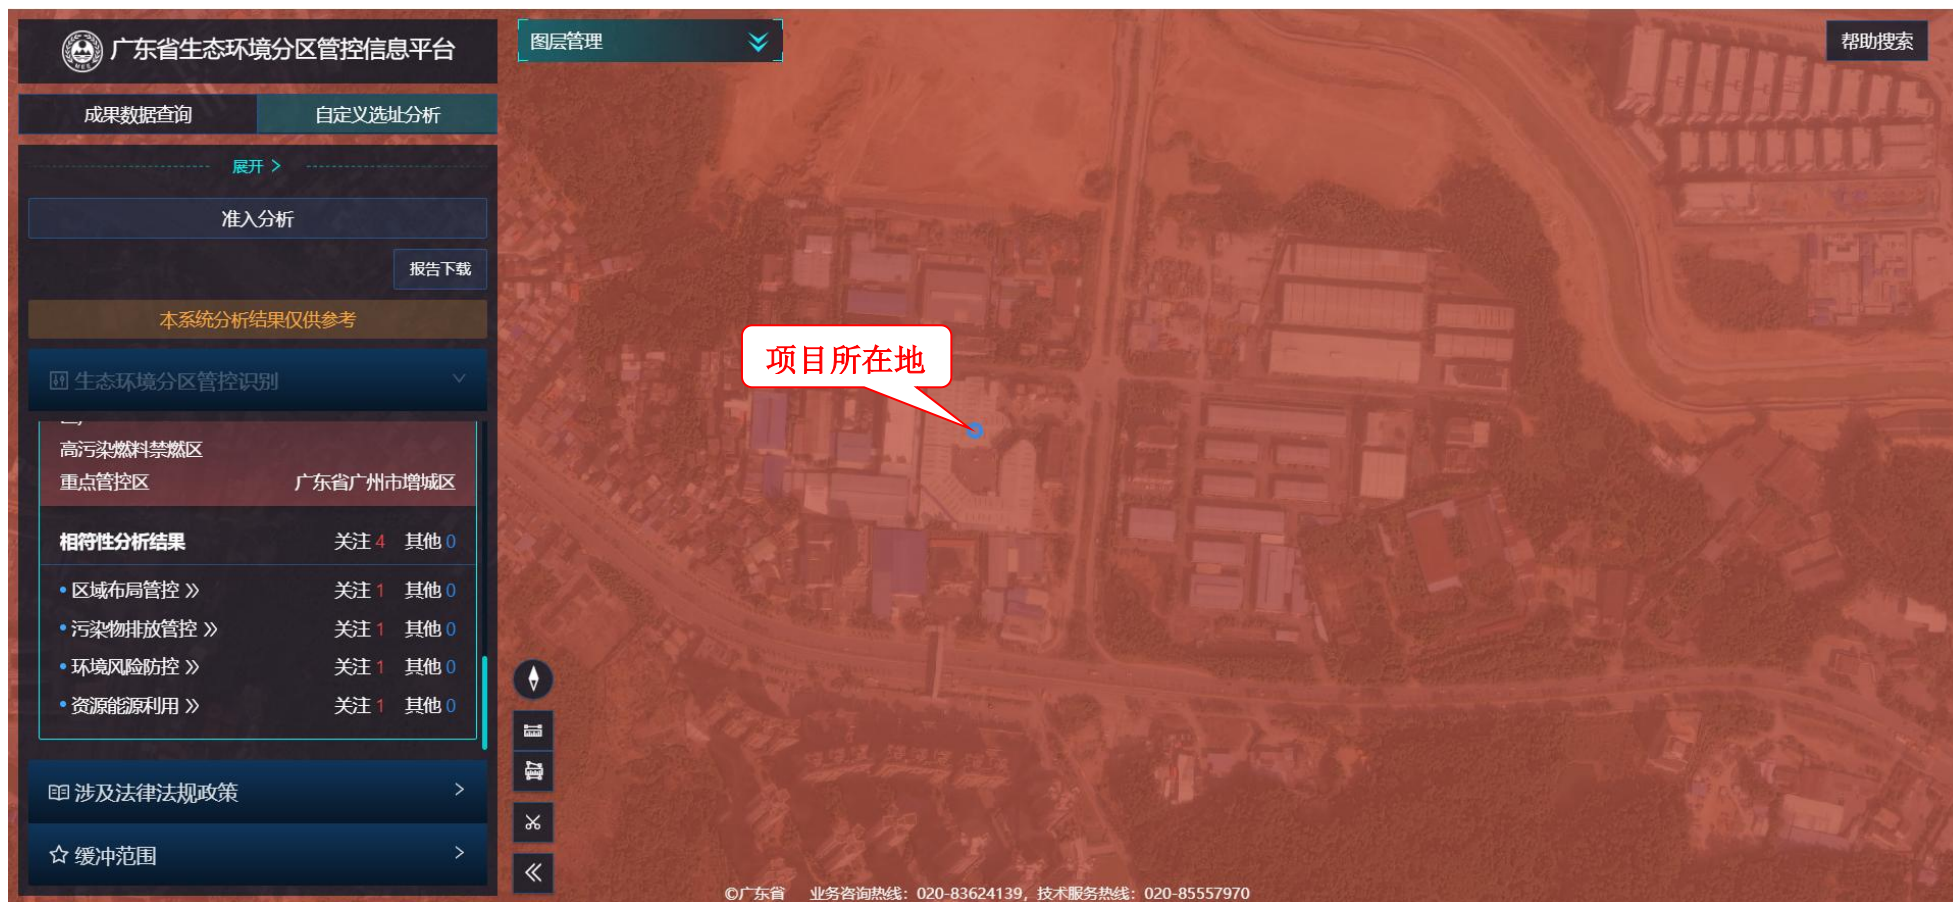 广东省生态环境分区管控信息平台
图层管理
帮助搜索
成果数据查询
自定义选址分析
展开 >
准入分析
报告下载
本系统分析结果仅供参考
生态环境分区管控识别
高污染燃料禁燃区
重点管控区 广东省广州市增城区
相符性分析结果 关注 4 其他 0
• 区域布局管控 》 关注 1 其他 0
• 污染物排放管控 》 关注 1 其他 0
• 环境风险防控 》 关注 1 其他 0
• 资源能源利用 》 关注 1 其他 0
涉及法律法规政策 >
缓冲范围 >
项目所在地
©广东省 业务咨询热线：020-83624139，技术服务热线：020-85557970